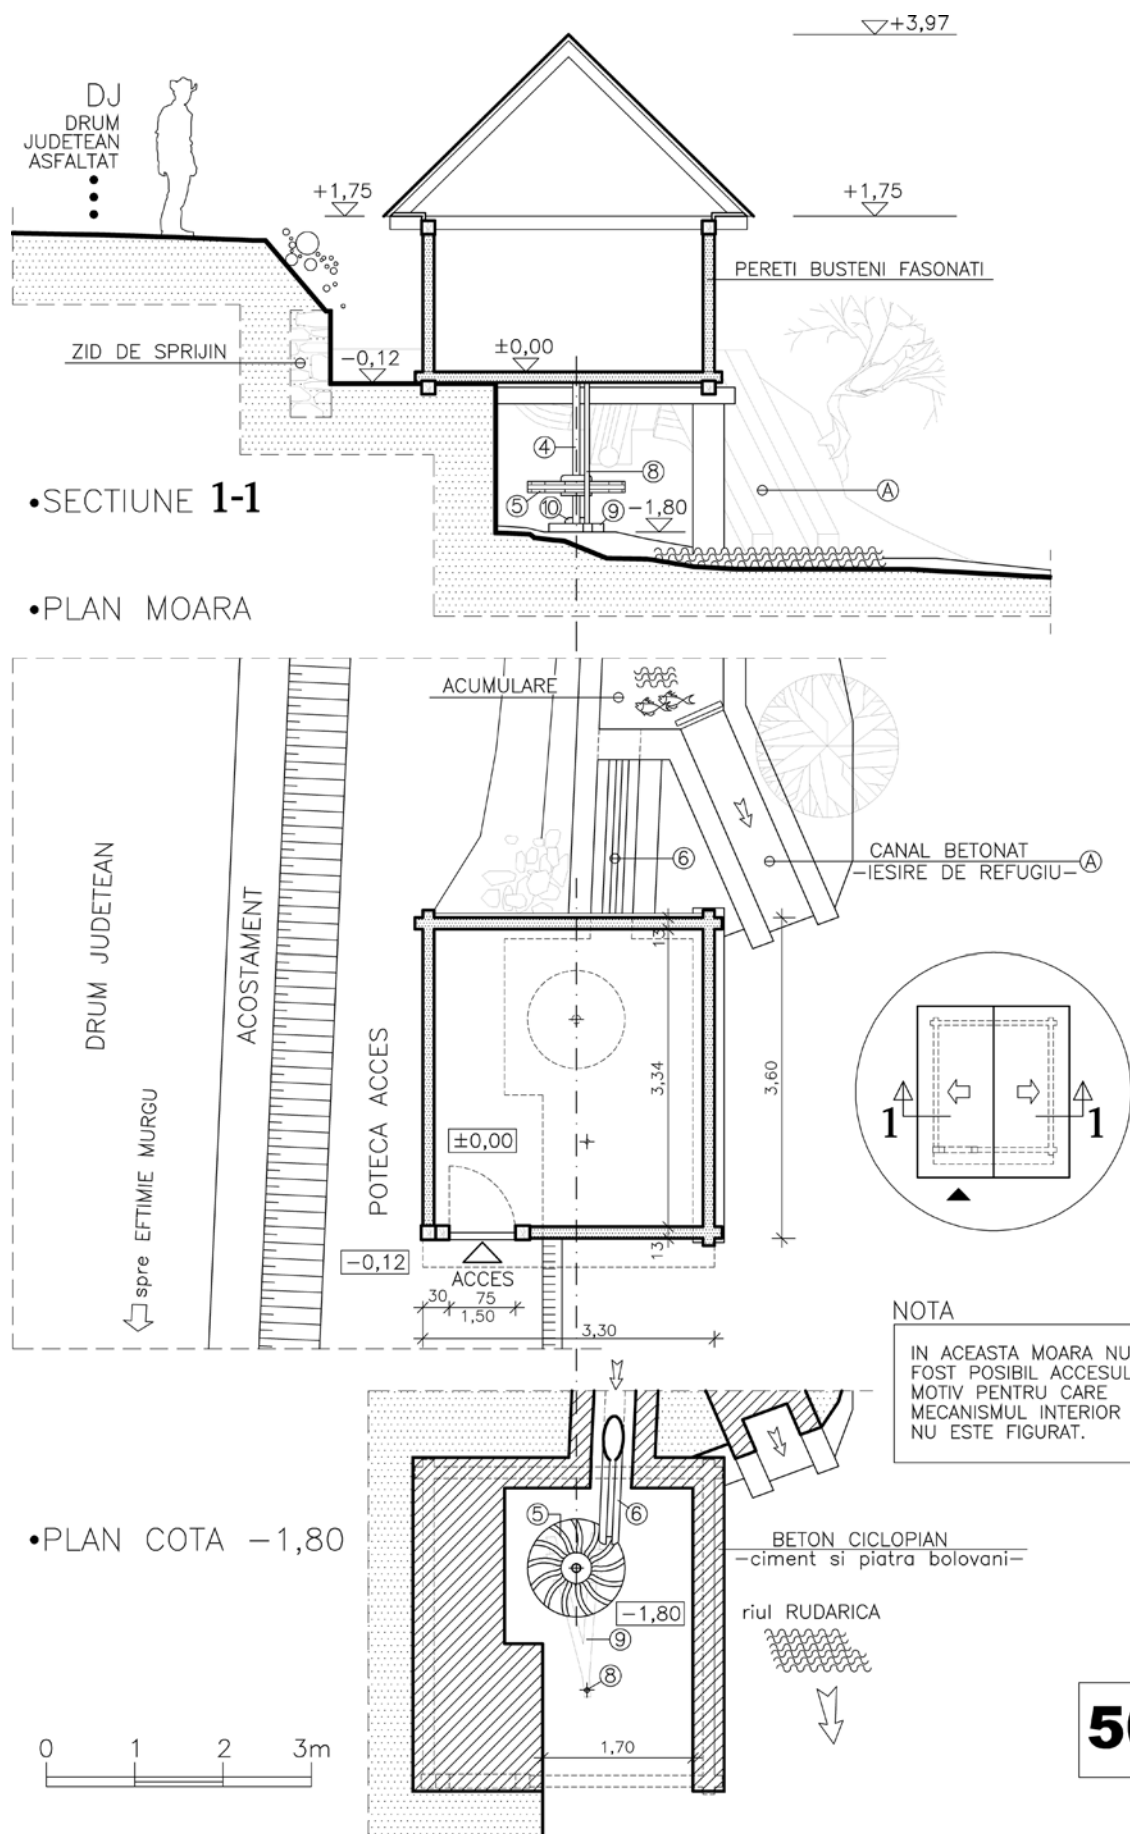 +3,97
DJ
DRUM
JUDETEAN
ASFALTAT
+1,75
+1,75
PERETI BUSTENI FASONATI
ZID DE SPRIJIN
-0,12
±0,00
4
8
5
10
9
-1,80
A
•SECTIUNE 1-1
•PLAN MOARA
ACUMULARE
6
CANAL BETONAT
-IESIRE DE REFUGIU-
A
DRUM JUDETEAN
ACOSTAMENT
POTECA ACCES
spre EFTIMIE MURGU
13
3,34
3,60
13
±0,00
-0,12
ACCES
30
75
1,50
3,30
1
1
NOTA
IN ACEASTA MOARA NU
FOST POSIBIL ACCESUL
MOTIV PENTRU CARE
MECANISMUL INTERIOR
NU ESTE FIGURAT.
•PLAN COTA -1,80
5
6
-1,80
9
8
1,70
BETON CICLOPIAN
-ciment si piatra bolovani-
riul RUDARICA
0 1 2 3m